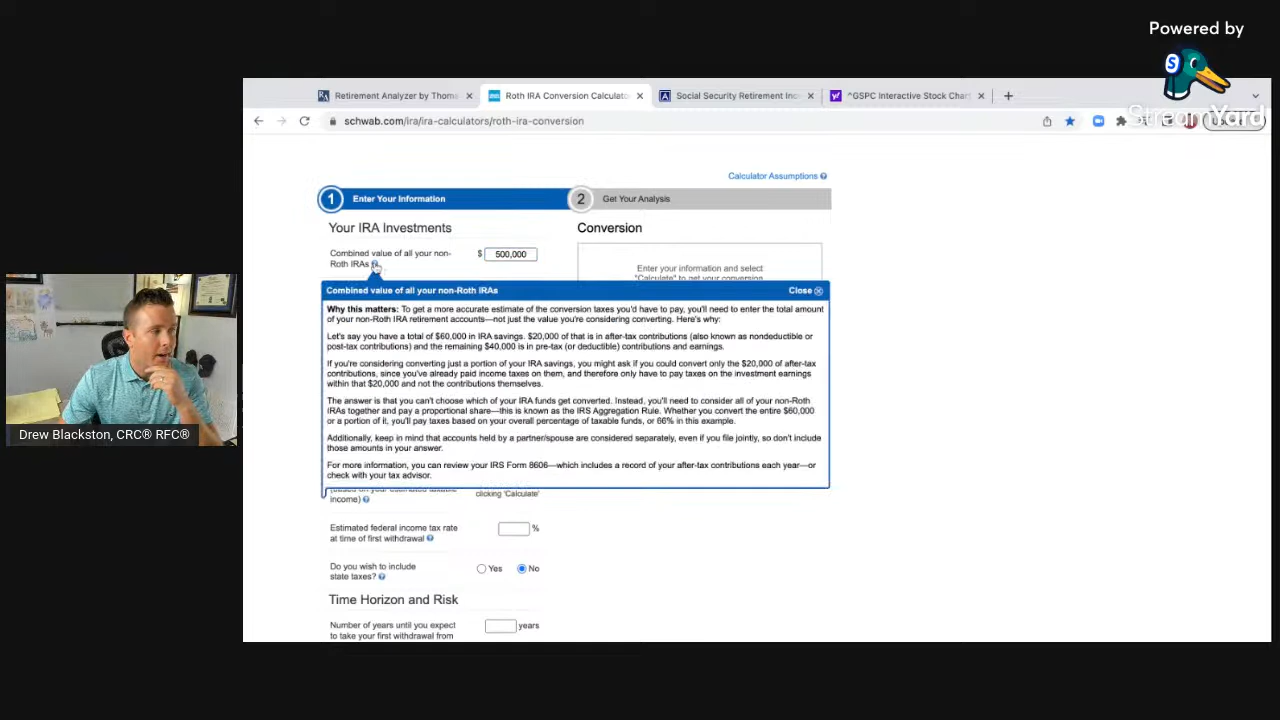 Powered by
S
StreamYard
Retirement Analyzer by Thoma
Roth IRA Conversion Calculato
Social Security Retirement Inc
^GSPC Interactive Stock Chart
schwab.com/ira/ira-calculators/roth-ira-conversion
Calculator Assumptions
1 Enter Your Information
2 Get Your Analysis
Your IRA Investments
Conversion
Combined value of all your non-
Roth IRAs
$ 500,000
Enter your information and select
"Calculate" to get your conversion
Combined value of all your non-Roth IRAs
Close
Why this matters: To get a more accurate estimate of the conversion taxes you'd have to pay, you'll need to enter the total amount
of your non-Roth IRA retirement accounts—not just the value you're considering converting. Here's why:
Let's say you have a total of $60,000 in IRA savings. $20,000 of that is in after-tax contributions (also known as nondeductible or
post-tax contributions) and the remaining $40,000 is in pre-tax (or deductible) contributions and earnings.
If you're considering converting just a portion of your IRA savings, you might ask if you could convert only the $20,000 of after-tax
contributions, since you've already paid income taxes on them, and therefore only have to pay taxes on the investment earnings
within that $20,000 and not the contributions themselves.
The answer is that you can't choose which of your IRA funds get converted. Instead, you'll need to consider all of your non-Roth
IRAs together and pay a proportional share—this is known as the IRS Aggregation Rule. Whether you convert the entire $60,000
or a portion of it, you'll pay taxes based on your overall percentage of taxable funds, or 66% in this example.
Additionally, keep in mind that accounts held by a partner/spouse are considered separately, even if you file jointly, so don't include
those amounts in your answer.
For more information, you can review your IRS Form 8606—which includes a record of your after-tax contributions each year—or
check with your tax advisor.
(based on your estimated taxable
income)
clicking 'Calculate'
Estimated federal income tax rate
at time of first withdrawal
%
Do you wish to include
state taxes?
Yes
No
Time Horizon and Risk
Number of years until you expect
to take your first withdrawal from
years
Drew Blackston, CRC® RFC®